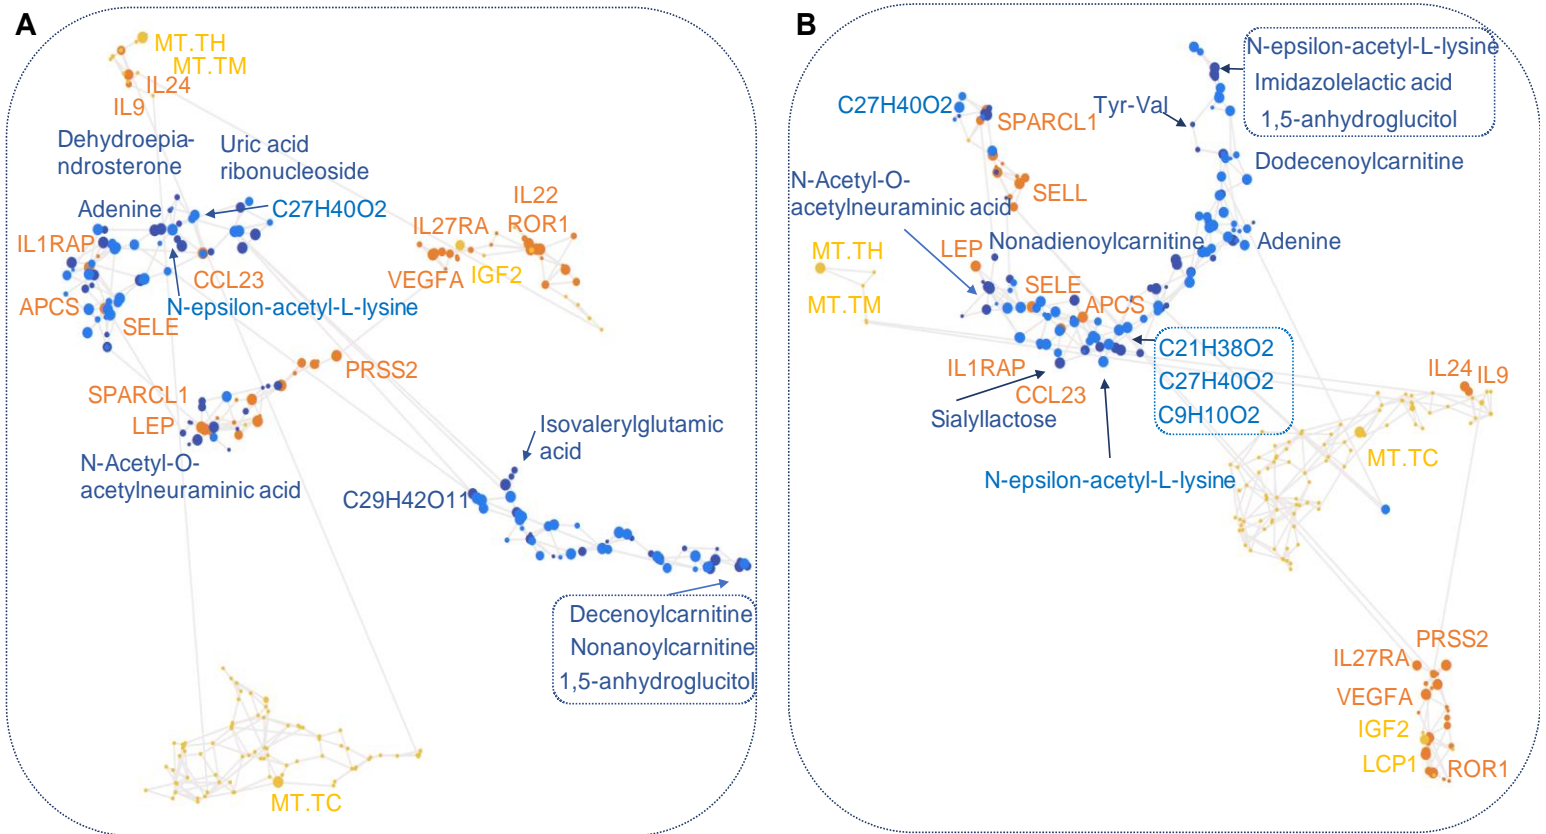 A
MT.TH
MT.TM
IL24
IL9
Dehydroepia-
ndrosterone
Uric acid
ribonucleoside
Adenine
C27H40O2
IL1RAP
CCL23
N-epsilon-acetyl-L-lysine
APCS
SELE
IL22
IL27RA
ROR1
VEGFA
IGF2
PRSS2
SPARCL1
LEP
N-Acetyl-O-
acetylneuraminic acid
Isovalerylglutamic
acid
C29H42O11
Decenoylcarnitine
Nonanoylcarnitine
1,5-anhydroglucitol
MT.TC
B
N-epsilon-acetyl-L-lysine
Imidazolelactic acid
1,5-anhydroglucitol
C27H40O2
SPARCL1
Tyr-Val
Dodecenoylcarnitine
N-Acetyl-O-
acetylneuraminic acid
SELL
MT.TH
MT.TM
LEP
Nonadienoylcarnitine
Adenine
SELE
APCS
IL1RAP
CCL23
Sialyllactose
C21H38O2
C27H40O2
C9H10O2
N-epsilon-acetyl-L-lysine
IL24
IL9
MT.TC
PRSS2
IL27RA
VEGFA
IGF2
LCP1
ROR1